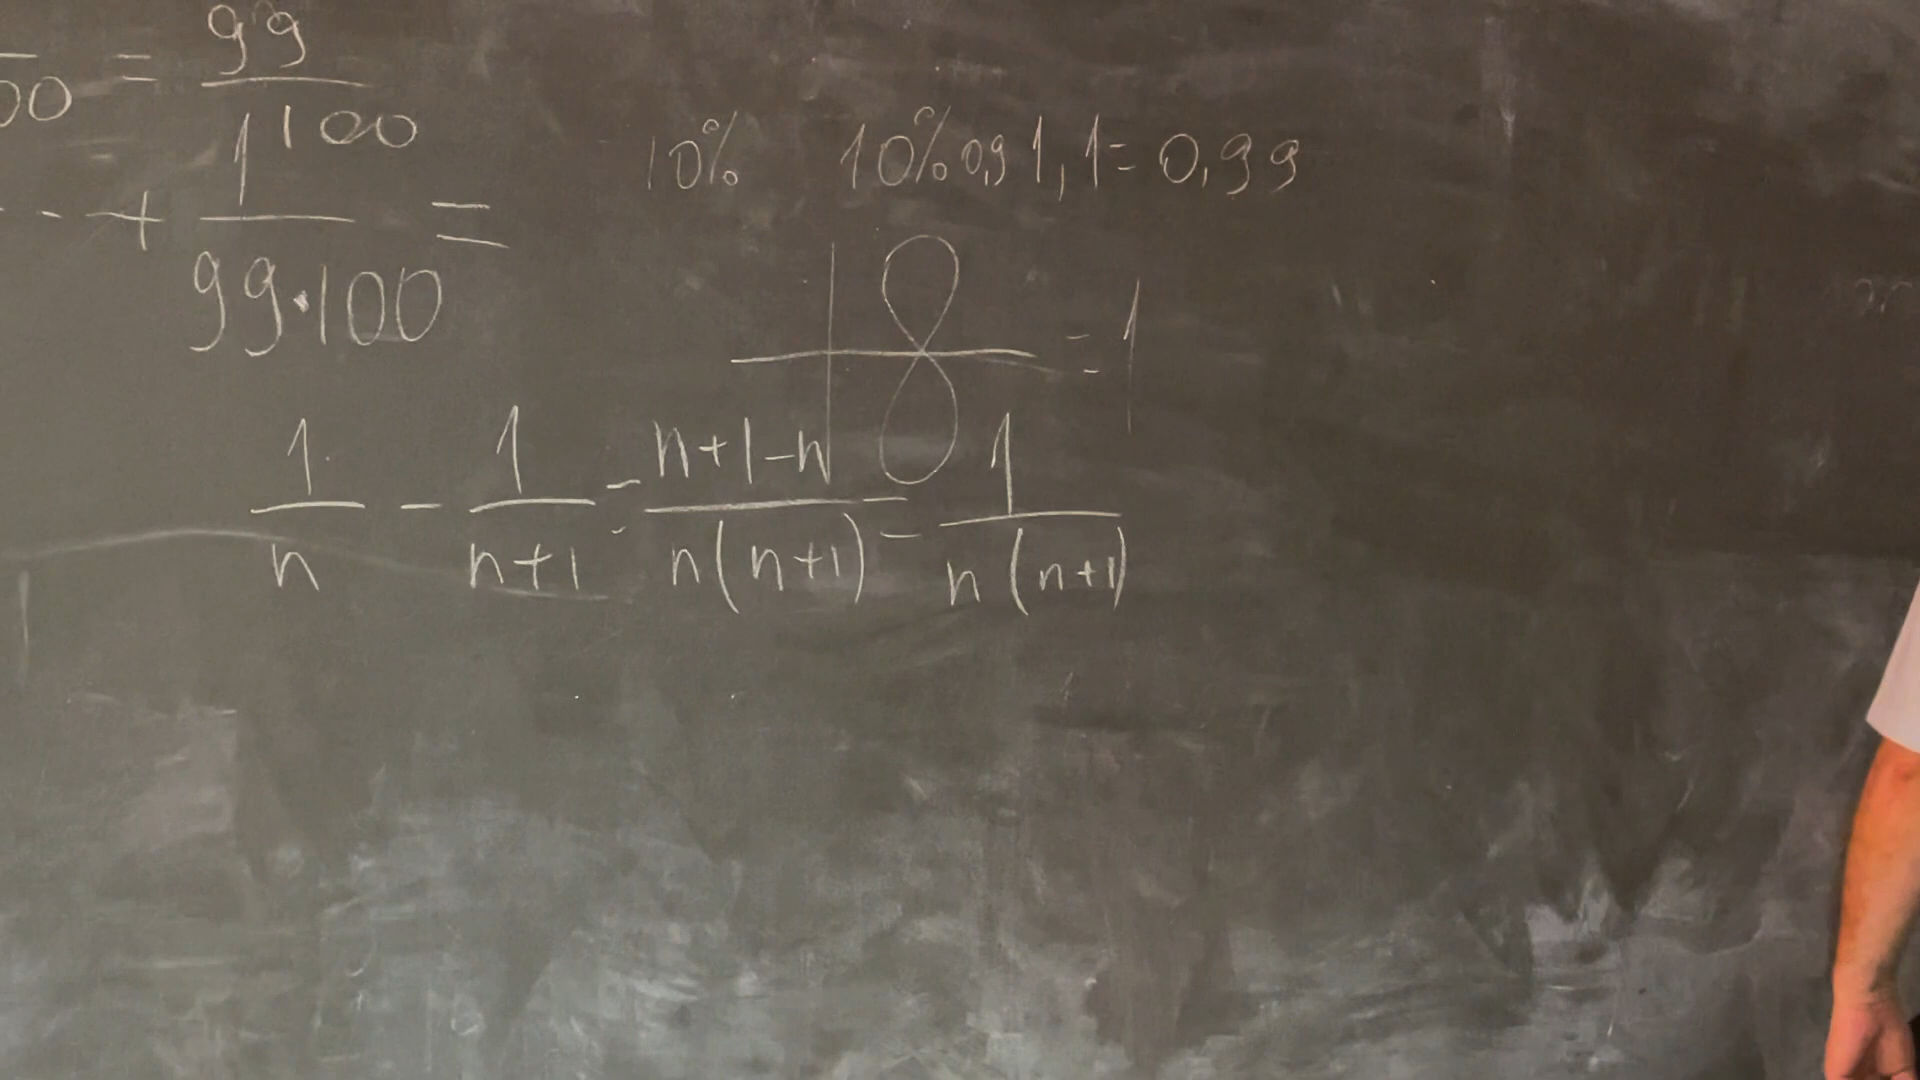 00 = 99/100
... + 1/(99·100) =
10% 10% 0,9 1,1 = 0,99
8 = 1
1/n - 1/(n+1) = (n+1-n)/(n(n+1)) = 1/(n(n+1))